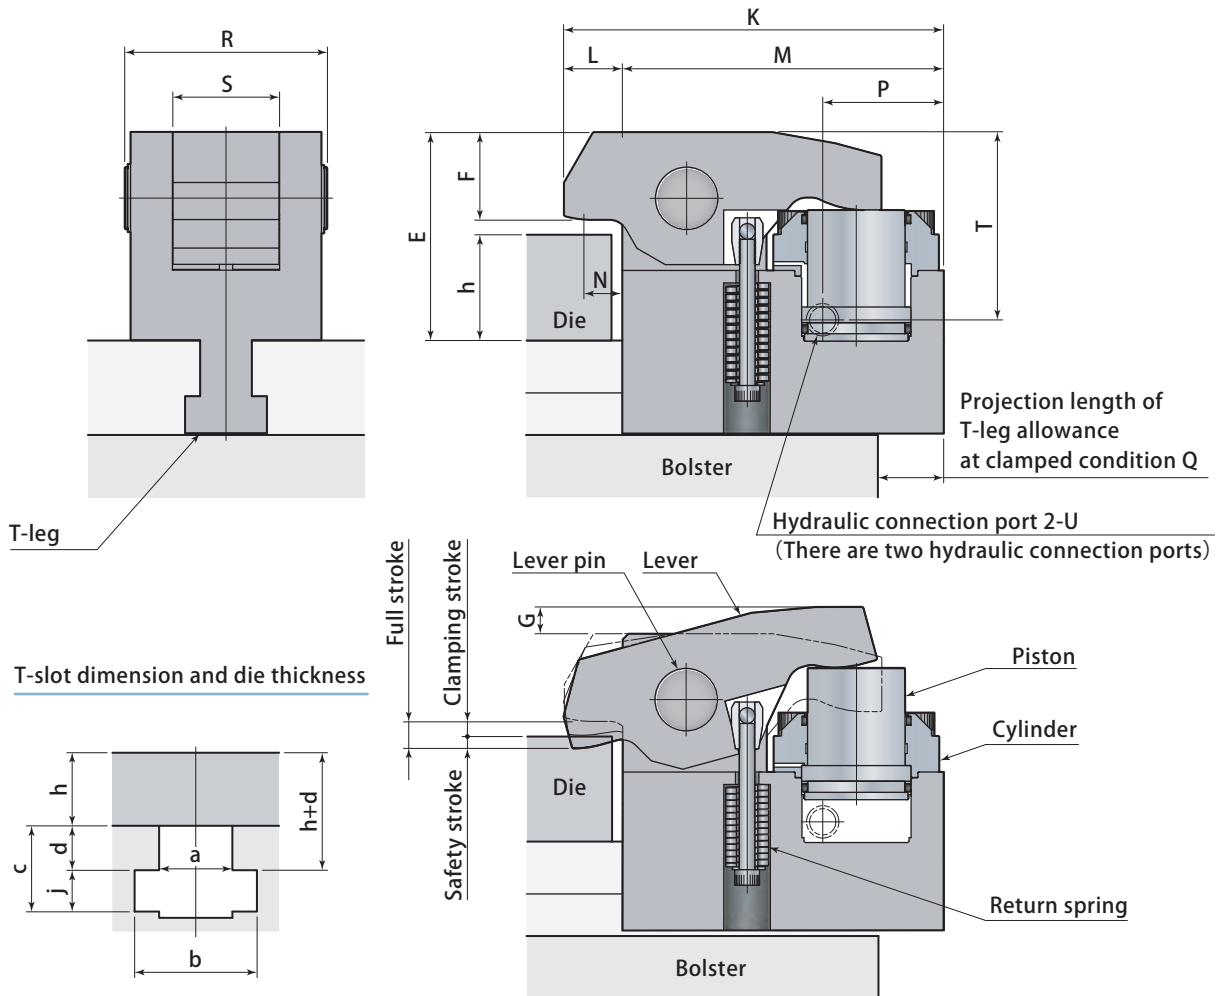 R
S
K
L
M
P
F
E
h
N
T
Die
Bolster
Projection length of
T-leg allowance
at clamped condition Q
T-leg
Hydraulic connection port 2-U
(There are two hydraulic connection ports)
Full stroke
Clamping stroke
Safety stroke
Lever pin
Lever
G
Piston
Cylinder
Die
Return spring
Bolster
T-slot dimension and die thickness
h
h+d
c
d
a
j
b